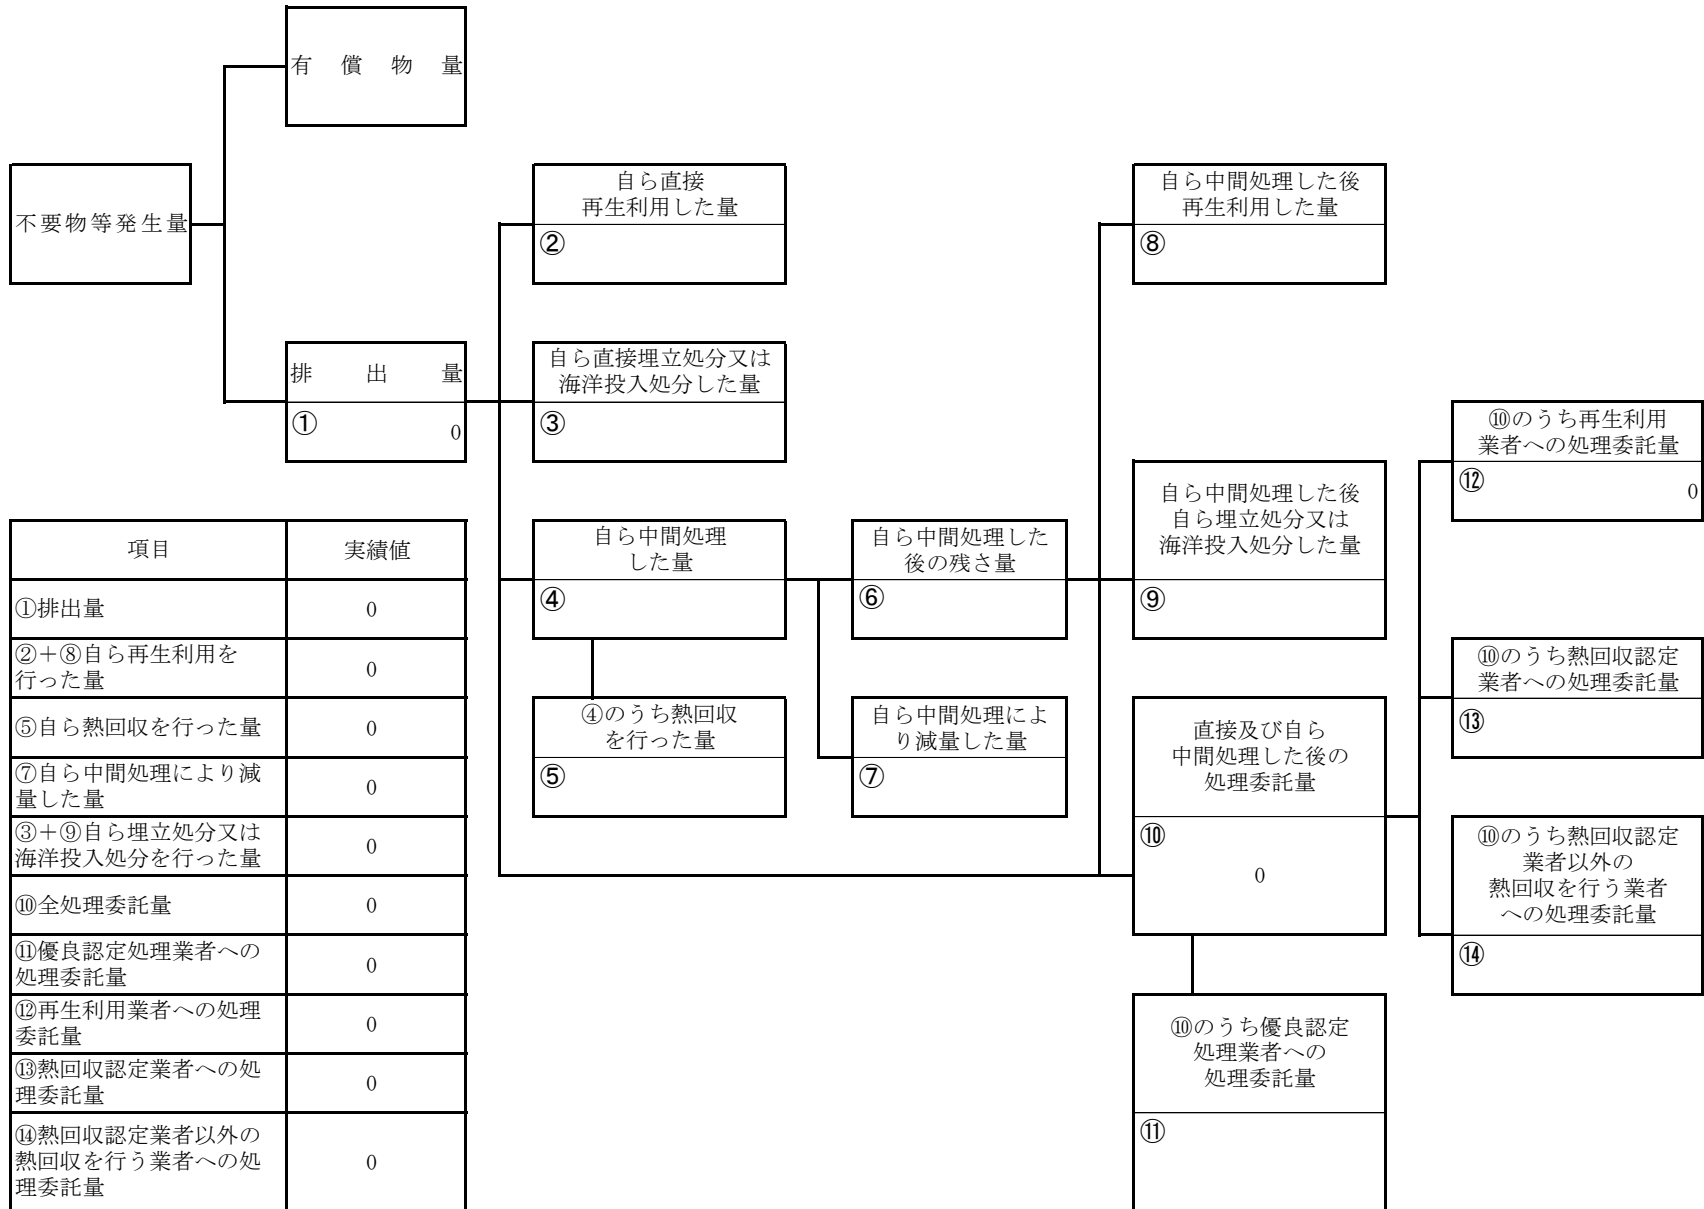 有償物量
不要物等発生量
自ら直接
再生利用した量
②
自ら中間処理した後
再生利用した量
⑧
排出量
①
0
自ら直接埋立処分又は
海洋投入処分した量
③
⑩のうち再生利用
業者への処理委託量
⑫
0
自ら中間処理した後
自ら埋立処分又は
海洋投入処分した量
⑨
自ら中間処理
した量
④
自ら中間処理した
後の残さ量
⑥
④のうち熱回収
を行った量
⑤
自ら中間処理によ
り減量した量
⑦
直接及び自ら
中間処理した後の
処理委託量
⑩
0
⑩のうち熱回収認定
業者への処理委託量
⑬
⑩のうち熱回収認定
業者以外の
熱回収を行う業者
への処理委託量
⑭
⑩のうち優良認定
処理業者への
処理委託量
⑪
項目 実績値
①排出量 0
②+⑧自ら再生利用を
行った量 0
⑤自ら熱回収を行った量 0
⑦自ら中間処理により減
量した量 0
③+⑨自ら埋立処分又は
海洋投入処分を行った量 0
⑩全処理委託量 0
⑪優良認定処理業者への
処理委託量 0
⑫再生利用業者への処理
委託量 0
⑬熱回収認定業者への処
理委託量 0
⑭熱回収認定業者以外の
熱回収を行う業者への処
理委託量 0